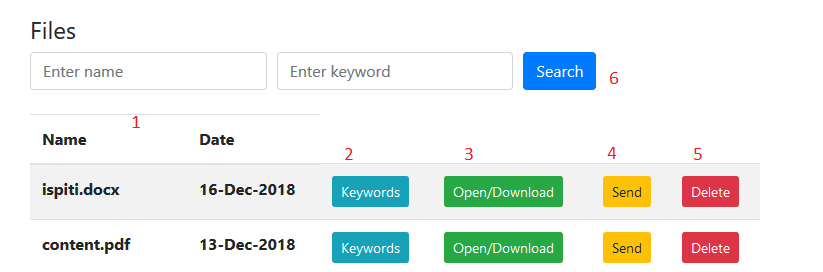 Files
Enter name Enter keyword Search 6
1
Name Date
2 3 4 5
ispiti.docx 16-Dec-2018 Keywords Open/Download Send Delete
content.pdf 13-Dec-2018 Keywords Open/Download Send Delete